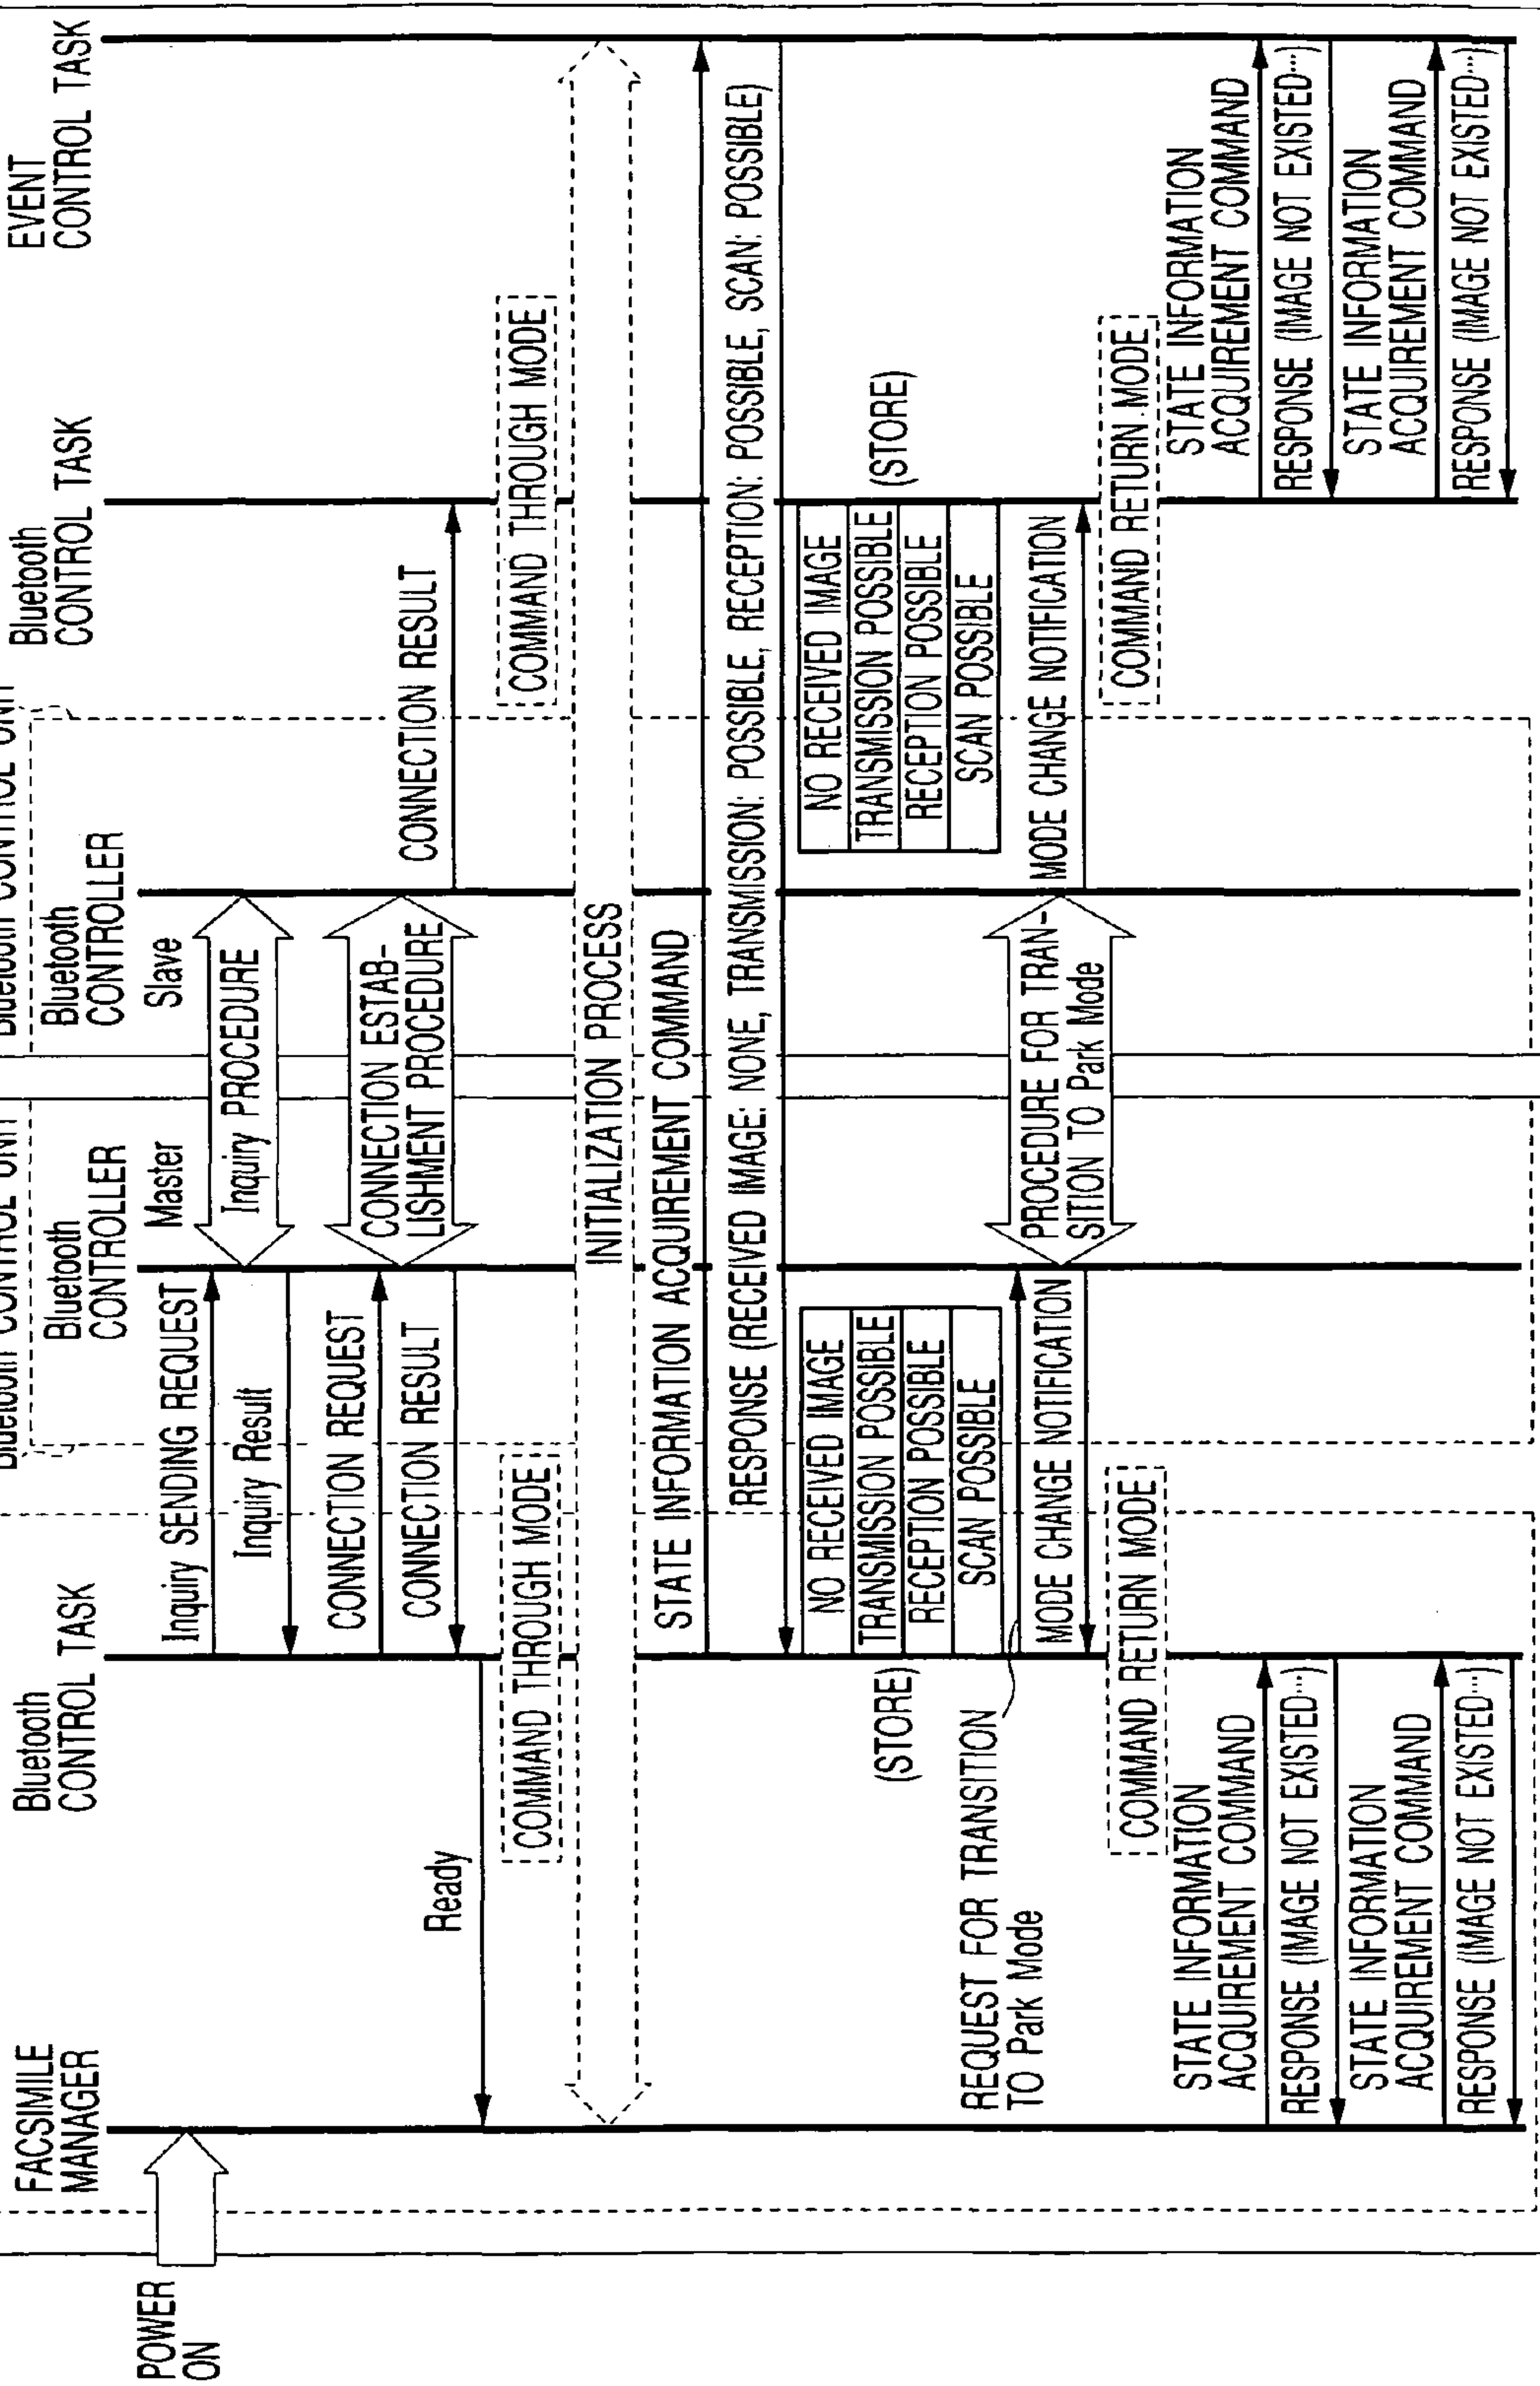 POWER
ON
FACSIMILE
MANAGER
Bluetooth
CONTROL TASK
Bluetooth
CONTROLLER
Master
Bluetooth
CONTROLLER
Slave
Bluetooth
CONTROL TASK
EVENT
CONTROL TASK
Inquiry SENDING REQUEST
Inquiry PROCEDURE
Inquiry Result
CONNECTION REQUEST
CONNECTION ESTAB-
LISHMENT PROCEDURE
CONNECTION RESULT
CONNECTION RESULT
Ready
COMMAND THROUGH MODE
COMMAND THROUGH MODE
INITIALIZATION PROCESS
STATE INFORMATION ACQUIREMENT COMMAND
RESPONSE (RECEIVED IMAGE: NONE, TRANSMISSION: POSSIBLE, RECEPTION: POSSIBLE, SCAN: POSSIBLE)
(STORE)
NO RECEIVED IMAGE
TRANSMISSION POSSIBLE
RECEPTION POSSIBLE
SCAN POSSIBLE
NO RECEIVED IMAGE
TRANSMISSION POSSIBLE
RECEPTION POSSIBLE
SCAN POSSIBLE
(STORE)
REQUEST FOR TRANSITION
TO Park Mode
PROCEDURE FOR TRAN-
SITION TO Park Mode
MODE CHANGE NOTIFICATION
MODE CHANGE NOTIFICATION
COMMAND RETURN MODE
COMMAND RETURN MODE
STATE INFORMATION
ACQUIREMENT COMMAND
RESPONSE (IMAGE NOT EXISTED...)
STATE INFORMATION
ACQUIREMENT COMMAND
RESPONSE (IMAGE NOT EXISTED...)
STATE INFORMATION
ACQUIREMENT COMMAND
RESPONSE (IMAGE NOT EXISTED...)
STATE INFORMATION
ACQUIREMENT COMMAND
RESPONSE (IMAGE NOT EXISTED...)